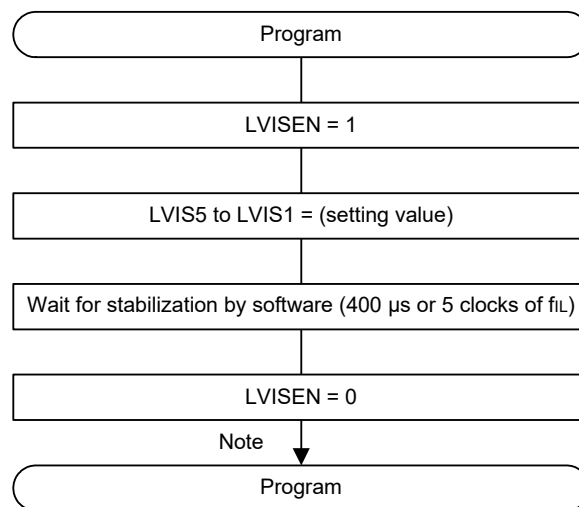 Program
LVISEN = 1
LVIS5 to LVIS1 = (setting value)
Wait for stabilization by software (400 µs or 5 clocks of fIL)
LVISEN = 0
Note
Program